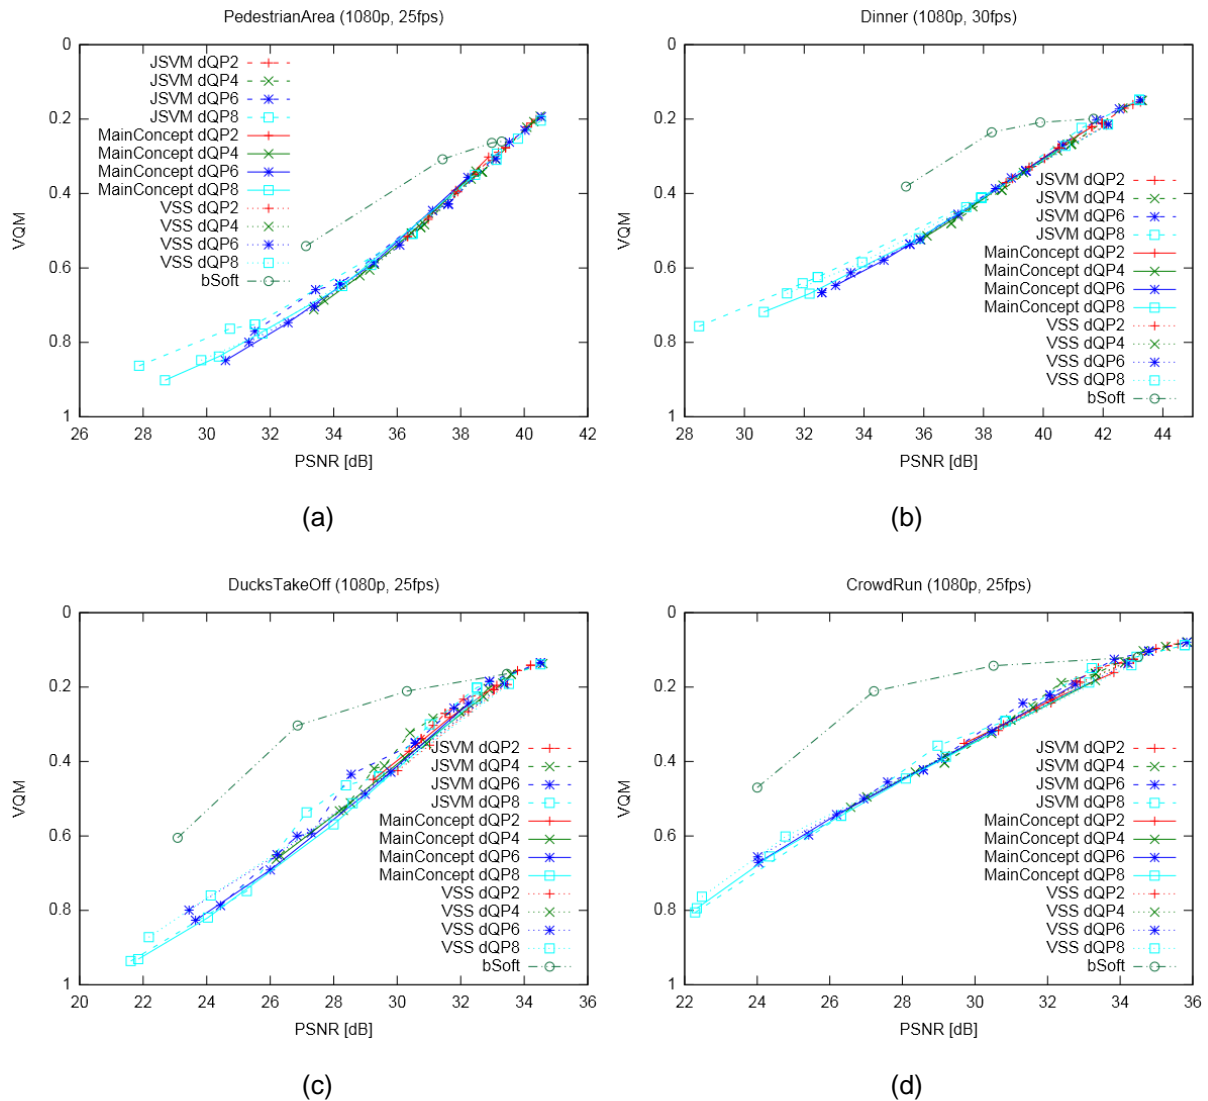 PedestrianArea (1080p, 25fps)
0
0.2
0.4
0.6
0.8
1
VQM
JSVM dQP2
JSVM dQP4
JSVM dQP6
JSVM dQP8
MainConcept dQP2
MainConcept dQP4
MainConcept dQP6
MainConcept dQP8
VSS dQP2
VSS dQP4
VSS dQP6
VSS dQP8
bSoft
26 28 30 32 34 36 38 40 42
PSNR [dB]
(a)
Dinner (1080p, 30fps)
0
0.2
0.4
0.6
0.8
1
VQM
JSVM dQP2
JSVM dQP4
JSVM dQP6
JSVM dQP8
MainConcept dQP2
MainConcept dQP4
MainConcept dQP6
MainConcept dQP8
VSS dQP2
VSS dQP4
VSS dQP6
VSS dQP8
bSoft
28 30 32 34 36 38 40 42 44
PSNR [dB]
(b)
DucksTakeOff (1080p, 25fps)
0
0.2
0.4
0.6
0.8
1
VQM
JSVM dQP2
JSVM dQP4
JSVM dQP6
JSVM dQP8
MainConcept dQP2
MainConcept dQP4
MainConcept dQP6
MainConcept dQP8
VSS dQP2
VSS dQP4
VSS dQP6
VSS dQP8
bSoft
20 22 24 26 28 30 32 34 36
PSNR [dB]
(c)
CrowdRun (1080p, 25fps)
0
0.2
0.4
0.6
0.8
1
VQM
JSVM dQP2
JSVM dQP4
JSVM dQP6
JSVM dQP8
MainConcept dQP2
MainConcept dQP4
MainConcept dQP6
MainConcept dQP8
VSS dQP2
VSS dQP4
VSS dQP6
VSS dQP8
bSoft
22 24 26 28 30 32 34 36
PSNR [dB]
(d)